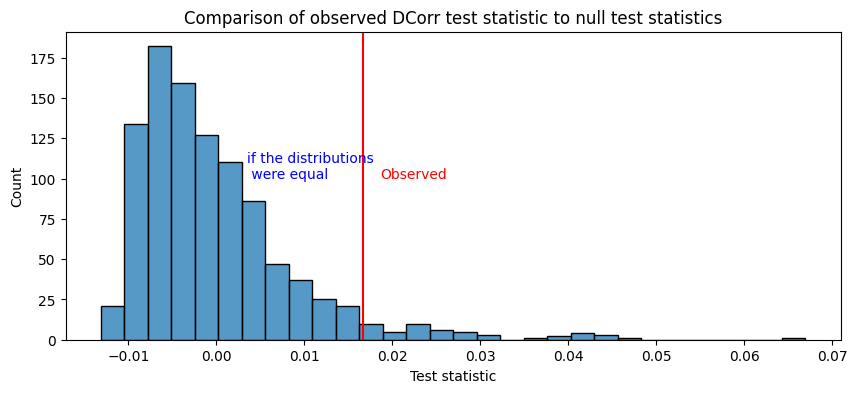 Comparison of observed DCorr test statistic to null test statistics
175
150
125
100
75
50
25
0
Count
if the distributions
were equal
Observed
−0.01 0.00 0.01 0.02 0.03 0.04 0.05 0.06 0.07
Test statistic